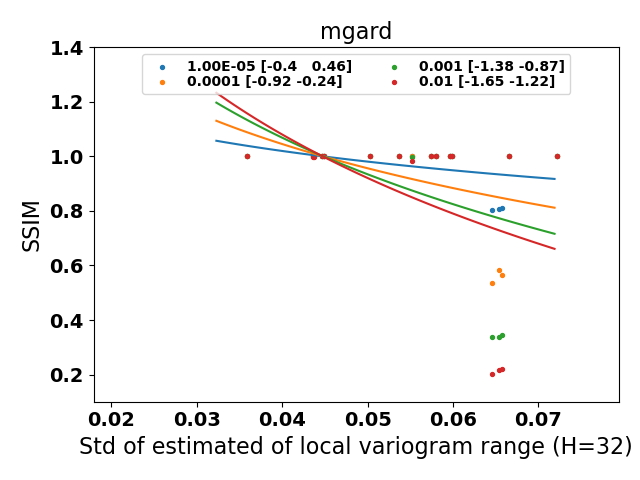 mgard
1.00E-05 [-0.4   0.46]
0.0001 [-0.92 -0.24]
0.001 [-1.38 -0.87]
0.01 [-1.65 -1.22]
SSIM
1.4
1.2
1.0
0.8
0.6
0.4
0.2
0.02 0.03 0.04 0.05 0.06 0.07
Std of estimated of local variogram range (H=32)